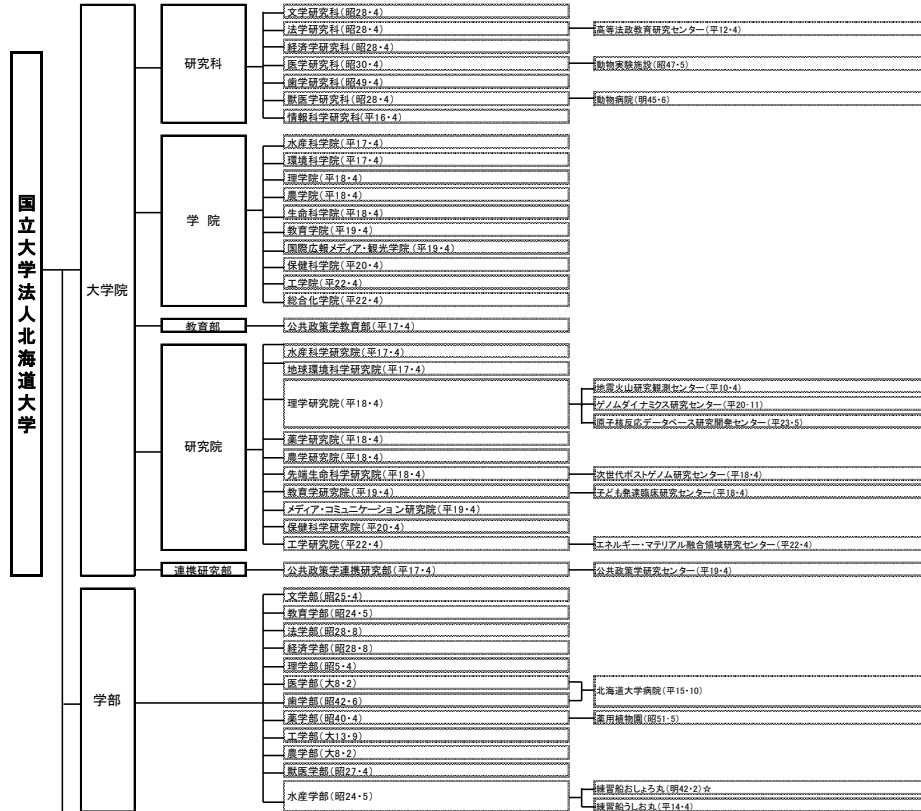 国立大学法人北海道大学
大学院
研究科
文学研究科(昭28・4)
法学研究科(昭28・4)
高等法政教育研究センター(平12・4)
経済学研究科(昭28・4)
医学研究科(昭30・4)
動物実験施設(昭47・5)
歯学研究科(昭49・4)
獣医学研究科(昭28・4)
動物病院(明45・6)
情報科学研究科(平16・4)
学 院
水産科学院(平17・4)
環境科学院(平17・4)
理学院(平18・4)
農学院(平18・4)
生命科学院(平18・4)
教育学院(平19・4)
国際広報メディア・観光学院(平19・4)
保健科学院(平20・4)
工学院(平22・4)
総合化学院(平22・4)
教育部
公共政策学教育部(平17・4)
研究院
水産科学研究院(平17・4)
地球環境科学研究院(平17・4)
理学研究院(平18・4)
地震火山研究観測センター(平10・4)
ゲノムダイナミクス研究センター(平20・11)
原子核反応データベース研究開発センター(平23・5)
薬学研究院(平18・4)
農学研究院(平18・4)
先端生命科学研究院(平18・4)
次世代ポストゲノム研究センター(平18・4)
教育学研究院(平19・4)
子ども発達臨床研究センター(平18・4)
メディア・コミュニケーション研究院(平19・4)
保健科学研究院(平20・4)
工学研究院(平22・4)
エネルギー・マテリアル融合領域研究センター(平22・4)
連携研究部
公共政策学連携研究部(平17・4)
公共政策学研究センター(平19・4)
学部
文学部(昭25・4)
教育学部(昭24・5)
法学部(昭28・8)
経済学部(昭28・8)
理学部(昭5・4)
医学部(大8・2)
北海道大学病院(平15・10)
歯学部(昭42・6)
薬学部(昭40・4)
薬用植物園(昭51・5)
工学部(大13・9)
農学部(大8・2)
獣医学部(昭27・4)
水産学部(昭24・5)
練習船おしょろ丸(明42・2)☆
練習船うしお丸(平14・4)